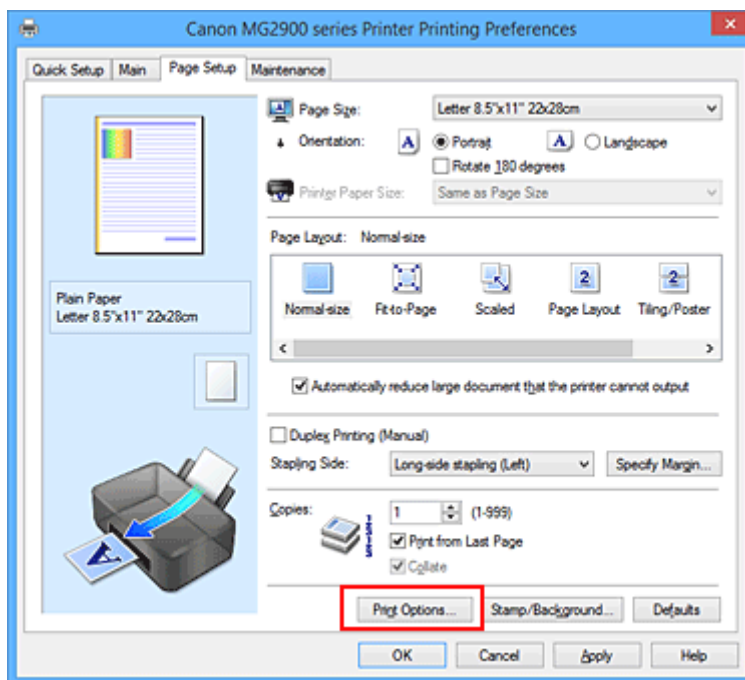 Canon MG2900 series Printer Printing Preferences
Quick Setup Main Page Setup Maintenance
Page Size: Letter 8.5"x11" 22x28cm
Orientation: A Portrait A Landscape
Rotate 180 degrees
Printer Paper Size: Same as Page Size
Page Layout: Normal-size
2 2
Normal-size Fit-to-Page Scaled Page Layout Tiling/Poster
Plain Paper
Letter 8.5"x11" 22x28cm
Automatically reduce large document that the printer cannot output
Duplex Printing (Manual)
Stapling Side: Long-side stapling (Left) Specify Margin...
Copies: 1 (1-999)
Print from Last Page
Collate
A
Print Options... Stamp/Background... Defaults
OK Cancel Apply Help